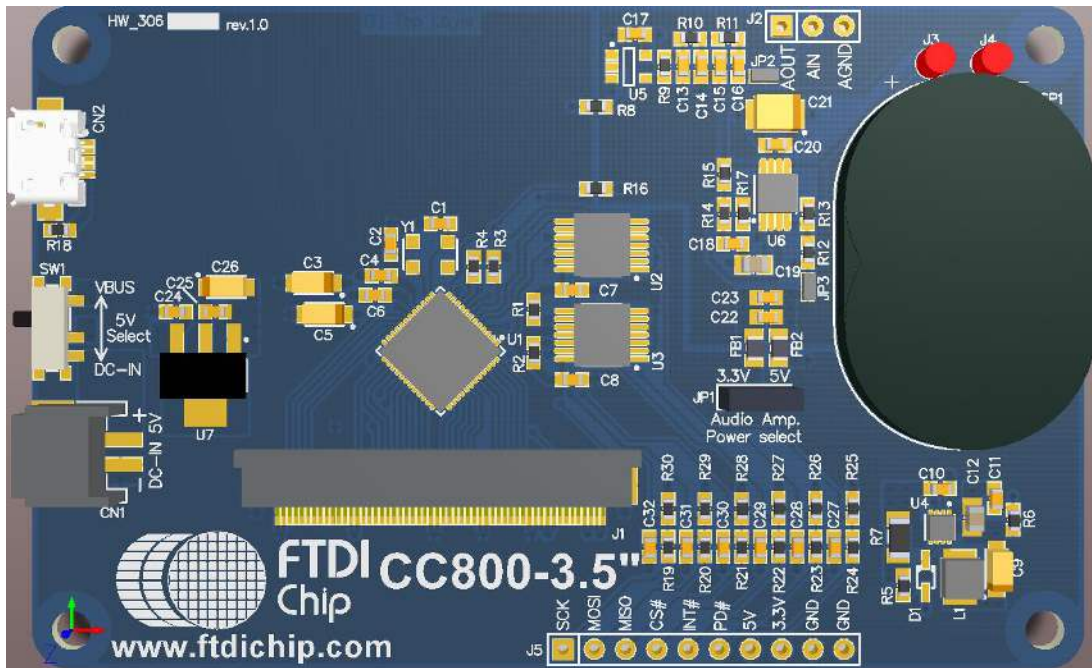 HW_306 rev.1.0
C17 R10 R11 J2 J3 J4
AOUT AIN AGND
U5 R9 C13 C14 C15 C16 JP2
+ -
CN2
R8
C21
C20
R15
R17
R14
R13
U6
R16
R18
C1
C2 Y1
R4 R3
C4
C6
C3
C5
U2
C18
R12
C19
JP3
SW1
VBUS
5V
Select
DC-IN
C24 C25 C26
C7
R1
R2
U1
U3
C8
C23
C22
FB1 FB2
3.3V 5V
JP1
Audio Amp.
Power select
U7
+ 5V
DC-IN
-
CN1
J1
R30 R29 R28 R27 R26 R25
C32 C31 C30 C29 C28 C27
R19 R20 R21 R22 R23 R24
C10 C12 C11
U4
R7 R6
R5
D1 L1 C9
FTDI
Chip
CC800-3.5"
www.ftdichip.com
J5
SCK MOSI MISO CS# INT# PD# 5V 3.3V GND GND
Z